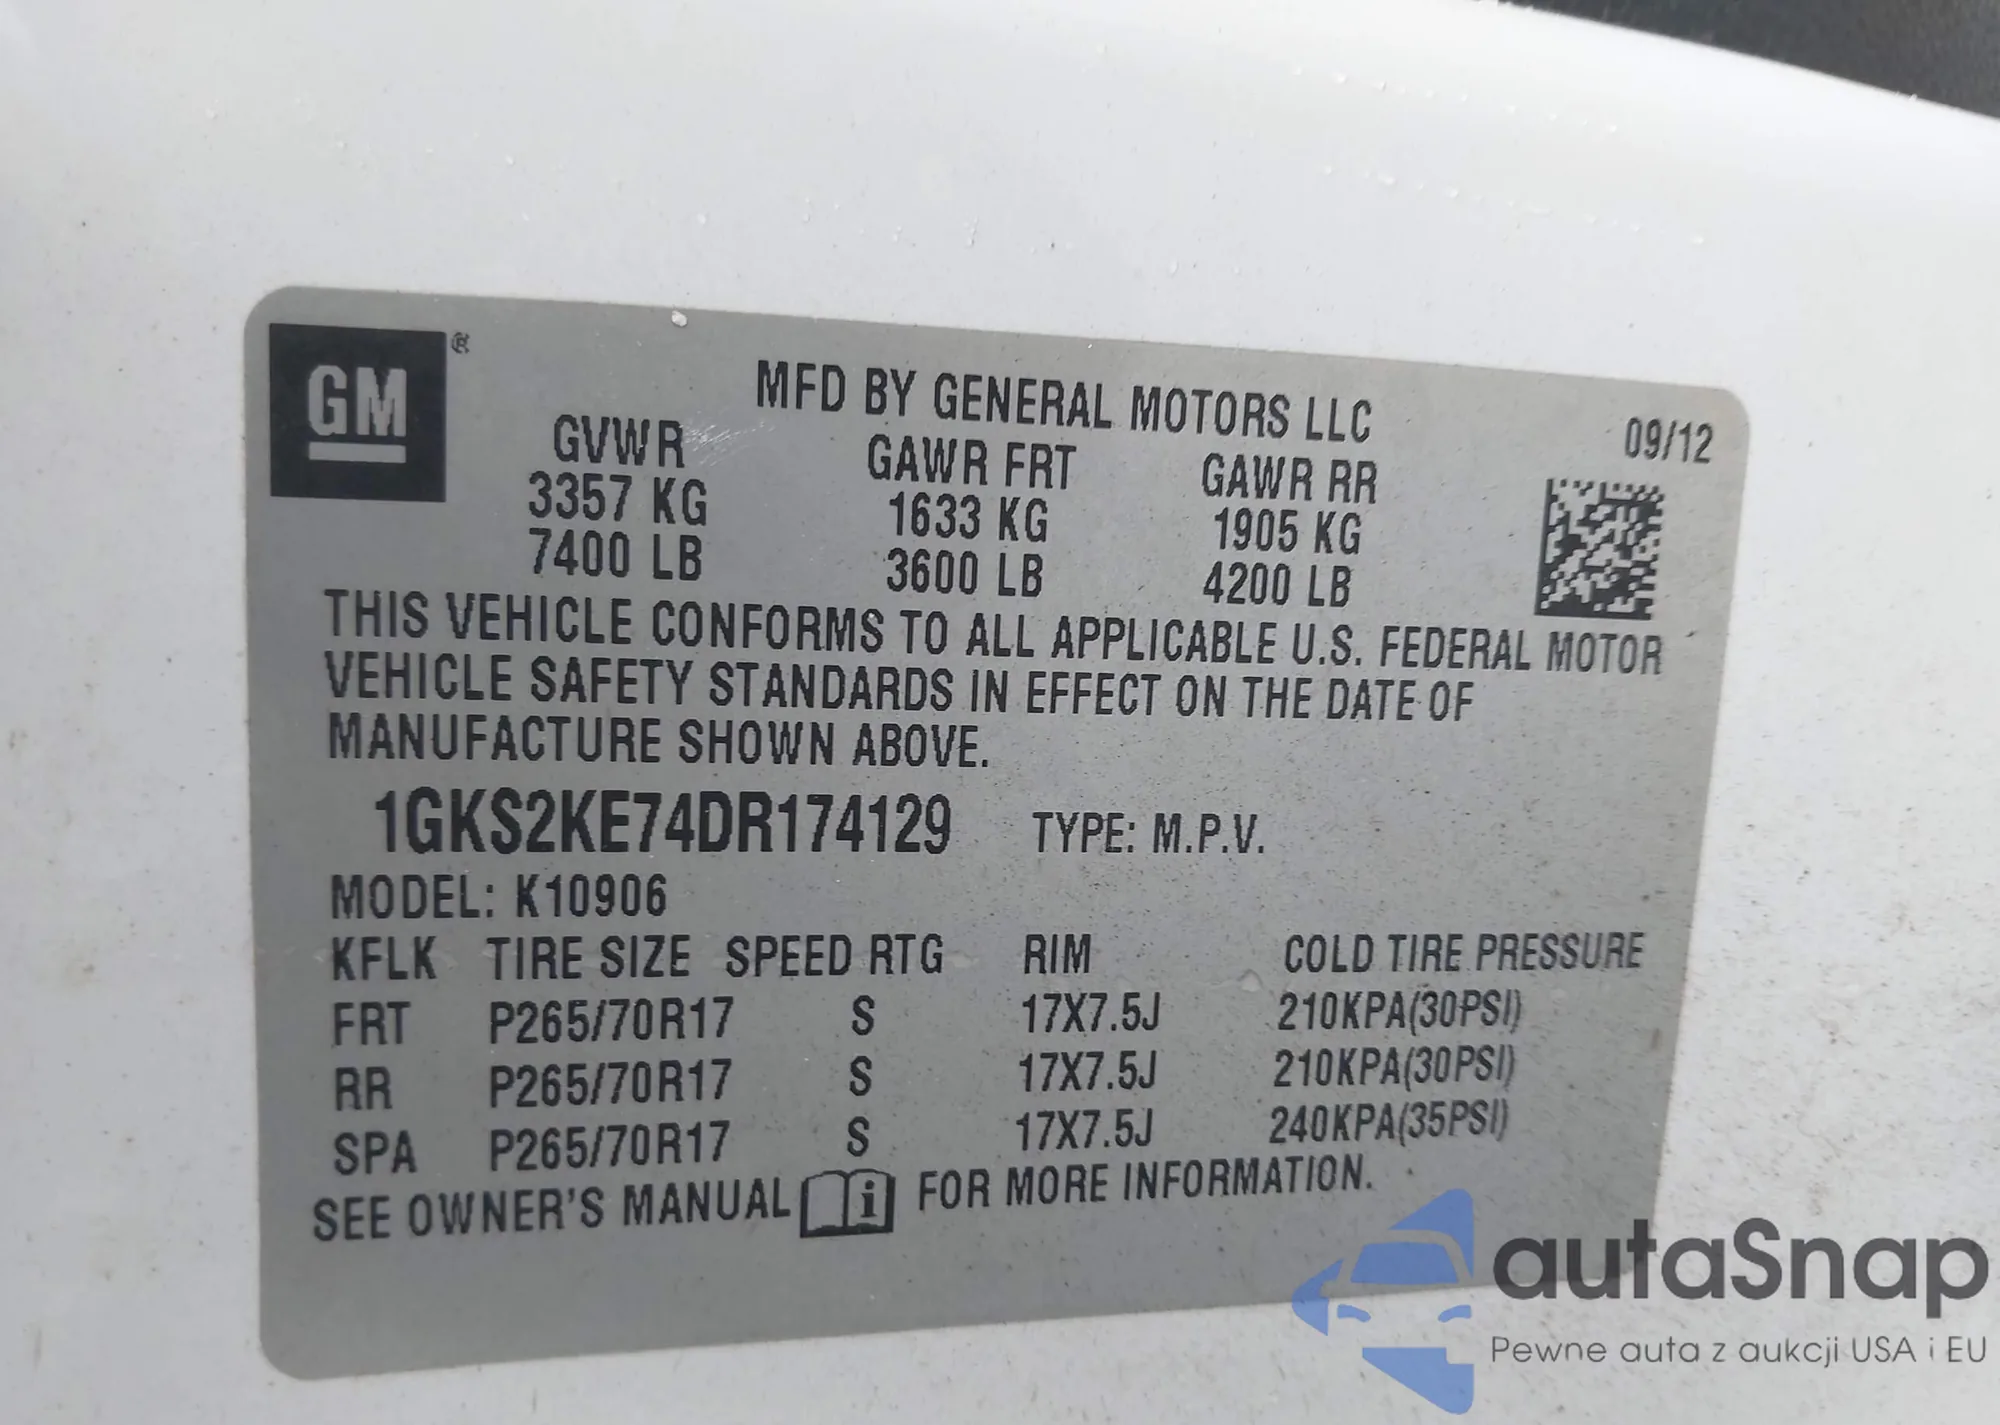 GM ®
MFD BY GENERAL MOTORS LLC
09/12
GVWR GAWR FRT GAWR RR
3357 KG 1633 KG 1905 KG
7400 LB 3600 LB 4200 LB
THIS VEHICLE CONFORMS TO ALL APPLICABLE U.S. FEDERAL MOTOR
VEHICLE SAFETY STANDARDS IN EFFECT ON THE DATE OF
MANUFACTURE SHOWN ABOVE.
1GKS2KE74DR174129 TYPE: M.P.V.
MODEL: K10906
KFLK TIRE SIZE SPEED RTG RIM COLD TIRE PRESSURE
FRT P265/70R17 S 17X7.5J 210KPA(30PSI)
RR P265/70R17 S 17X7.5J 210KPA(30PSI)
SPA P265/70R17 S 17X7.5J 240KPA(35PSI)
SEE OWNER'S MANUAL i FOR MORE INFORMATION.
autaSnap
Pewne auta z aukcji USA i EU